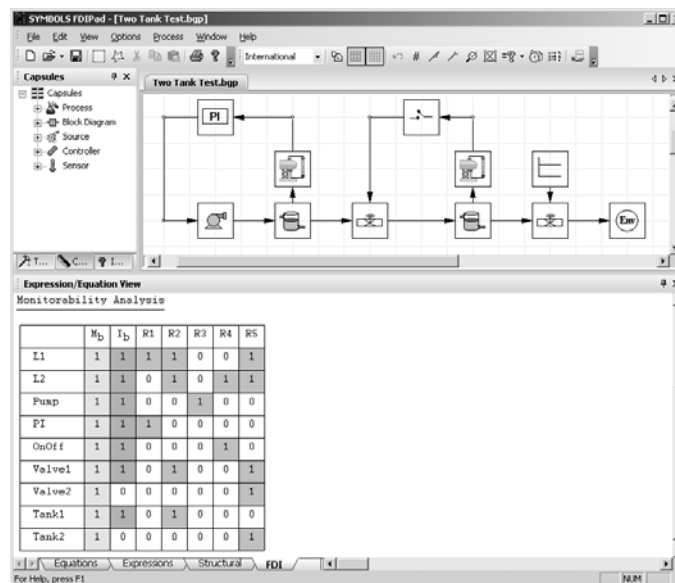 SYMBOLS FDIPad - [Two Tank Test.bgp]
File Edit View Options Process Window Help
International
Capsules
Two Tank Test.bgp
Capsules
Process
Block Diagram
Source
Controller
Sensor
PI
Env
T... C... I...
Expression/Equation View
Monitorability Analysis
Mb Ib R1 R2 R3 R4 R5
L1 1 1 1 1 0 0 1
L2 1 1 0 1 0 1 1
Pump 1 1 0 0 1 0 0
PI 1 1 1 0 0 0 0
OnOff 1 1 0 0 0 1 0
Valve1 1 1 0 1 0 0 1
Valve2 1 0 0 0 0 0 1
Tank1 1 1 0 1 0 0 0
Tank2 1 0 0 0 0 0 1
Equations Expressions Structural FDI
For Help, press F1
NUM